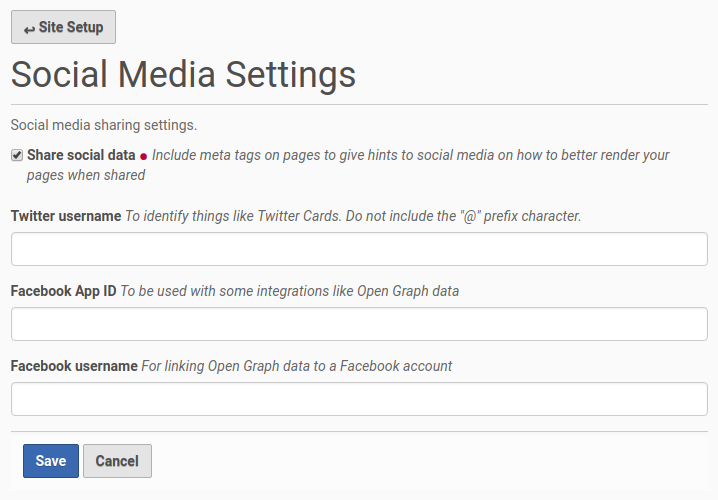 ↩ Site Setup
Social Media Settings
Social media sharing settings.
Share social data • Include meta tags on pages to give hints to social media on how to better render your
pages when shared
Twitter username To identify things like Twitter Cards. Do not include the "@" prefix character.
Facebook App ID To be used with some integrations like Open Graph data
Facebook username For linking Open Graph data to a Facebook account
Save Cancel